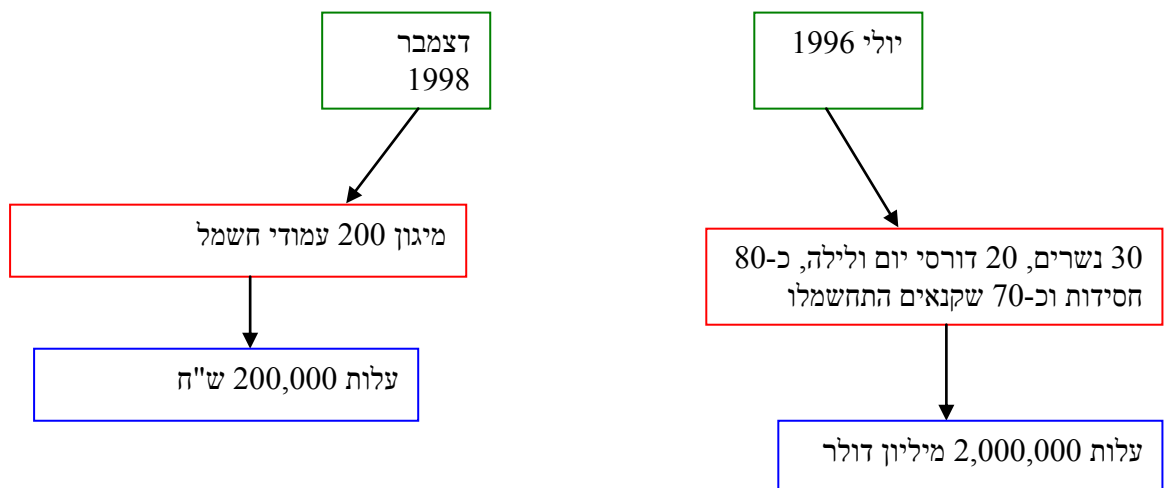 יולי 1996
30 נשרים, 20 דורסי יום ולילה, כ-80
חסידות וכ-70 שקנאים התחשמלו
עלות 2,000,000 מיליון דולר
דצמבר
1998
מיגון 200 עמודי חשמל
עלות 200,000 ש"ח